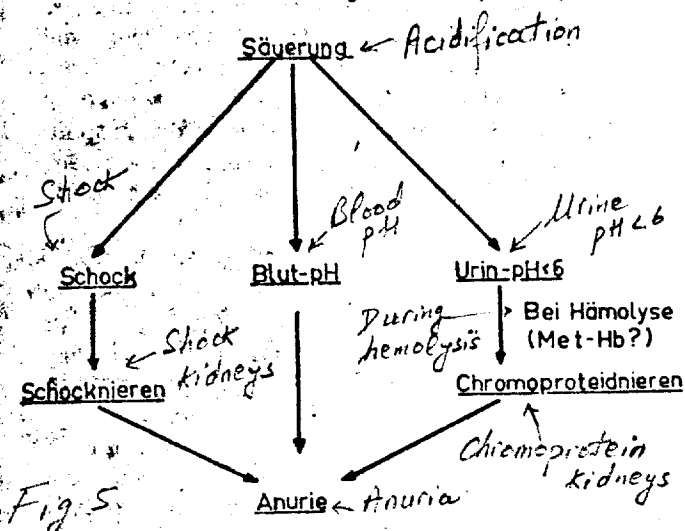 Säuerung
Acidification
Shock
Blood
pH
Urine
pH < 6
Schock
Blut-pH
Urin-pH<6
During
hemolysis
Bei Hämolyse
(Met-Hb?)
Shock
kidneys
Schocknieren
Chromoproteidnieren
Chromoprotein
kidneys
Anurie
Anuria
Fig. 5.